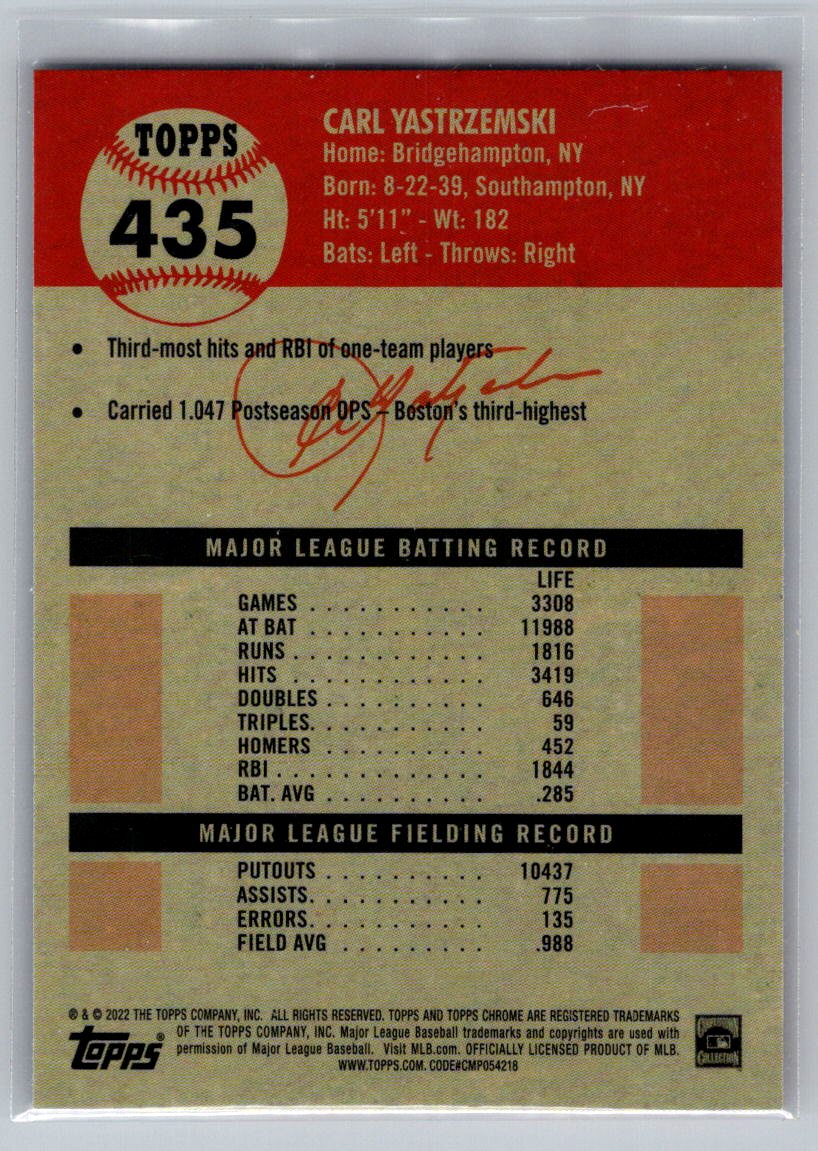 TOPPS
435
CARL YASTRZEMSKI
Home: Bridgehampton, NY
Born: 8-22-39, Southampton, NY
Ht: 5'11" - Wt: 182
Bats: Left - Throws: Right
• Third-most hits and RBI of one-team players
• Carried 1.047 Postseason OPS – Boston's third-highest
MAJOR LEAGUE BATTING RECORD
LIFE
GAMES . . . . . . . . . . . 3308
AT BAT . . . . . . . . . . . 11988
RUNS . . . . . . . . . . . . 1816
HITS . . . . . . . . . . . . 3419
DOUBLES . . . . . . . . . . 646
TRIPLES. . . . . . . . . . . 59
HOMERS . . . . . . . . . . . 452
RBI . . . . . . . . . . . . . 1844
BAT. AVG . . . . . . . . . . .285
MAJOR LEAGUE FIELDING RECORD
PUTOUTS . . . . . . . . . . 10437
ASSISTS. . . . . . . . . . . 775
ERRORS. . . . . . . . . . . 135
FIELD AVG . . . . . . . . . .988
® & © 2022 THE TOPPS COMPANY, INC. ALL RIGHTS RESERVED. TOPPS AND TOPPS CHROME ARE REGISTERED TRADEMARKS
OF THE TOPPS COMPANY, INC. Major League Baseball trademarks and copyrights are used with
permission of Major League Baseball. Visit MLB.com. OFFICIALLY LICENSED PRODUCT OF MLB.
WWW.TOPPS.COM. CODE#CMP054218
topps®
COOPERSTOWN
COLLECTION